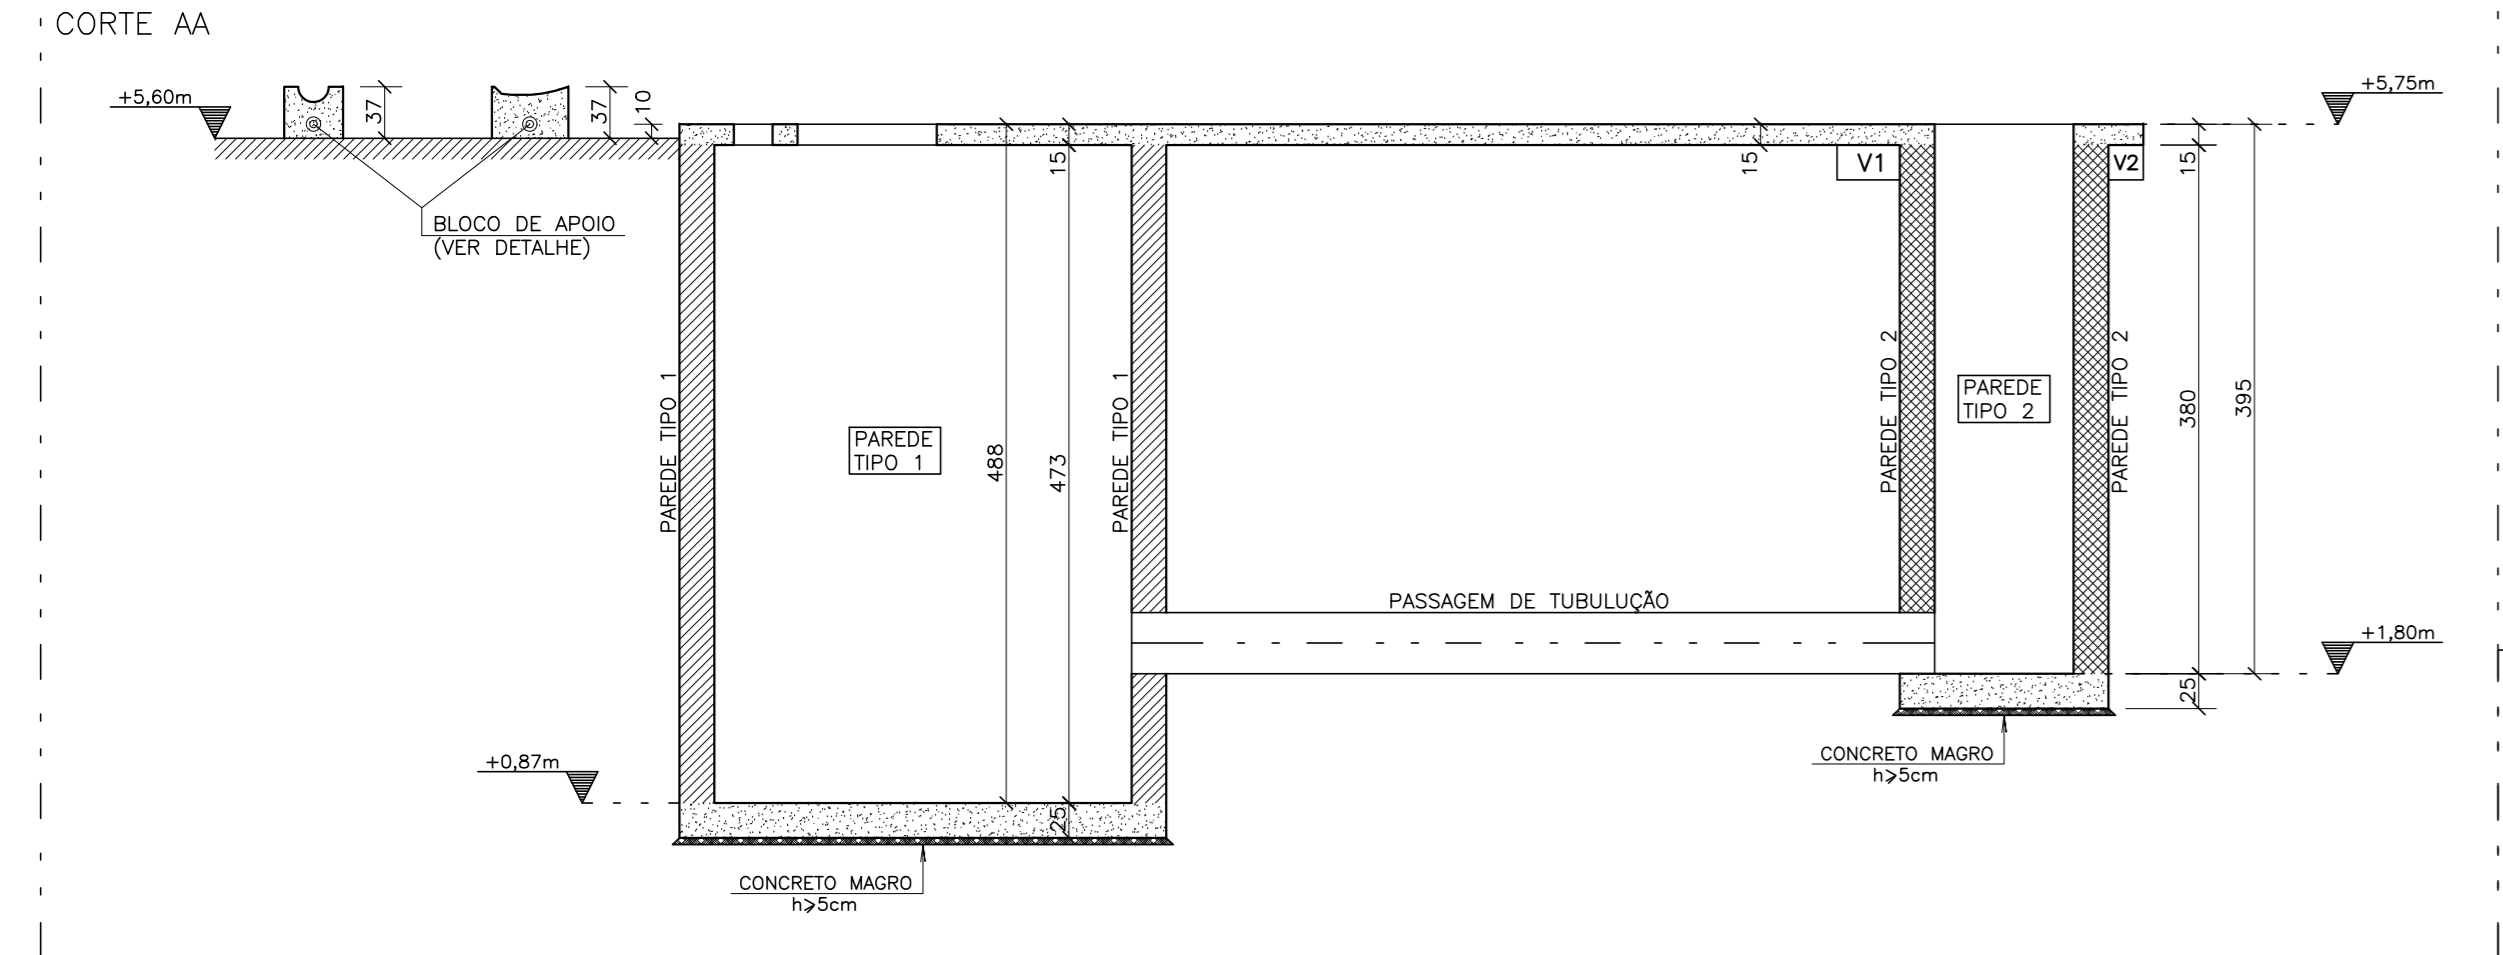 CORTE AA
+5,60m
37
37
10
+5,75m
15
15
V1
V2
15
BLOCO DE APOIO
(VER DETALHE)
PAREDE TIPO 1
PAREDE
TIPO 1
488
473
PAREDE TIPO 1
PAREDE TIPO 2
PAREDE
TIPO 2
PAREDE TIPO 2
380
395
PASSAGEM DE TUBULUÇÃO
+1,80m
25
+0,87m
25
CONCRETO MAGRO
h⩾5cm
CONCRETO MAGRO
h⩾5cm